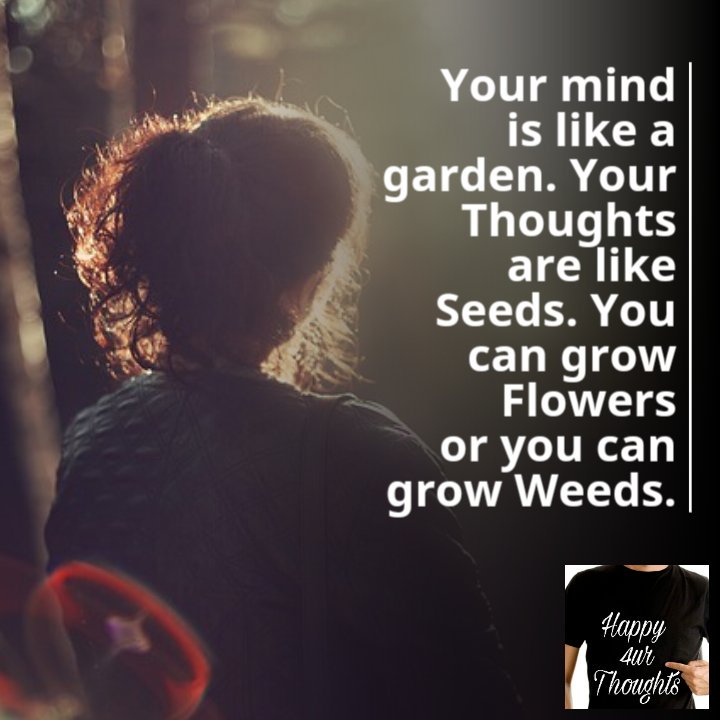 Your mind
is like a
garden. Your
Thoughts
are like
Seeds. You
can grow
Flowers
or you can
grow Weeds.
Happy
4ur
Thoughts